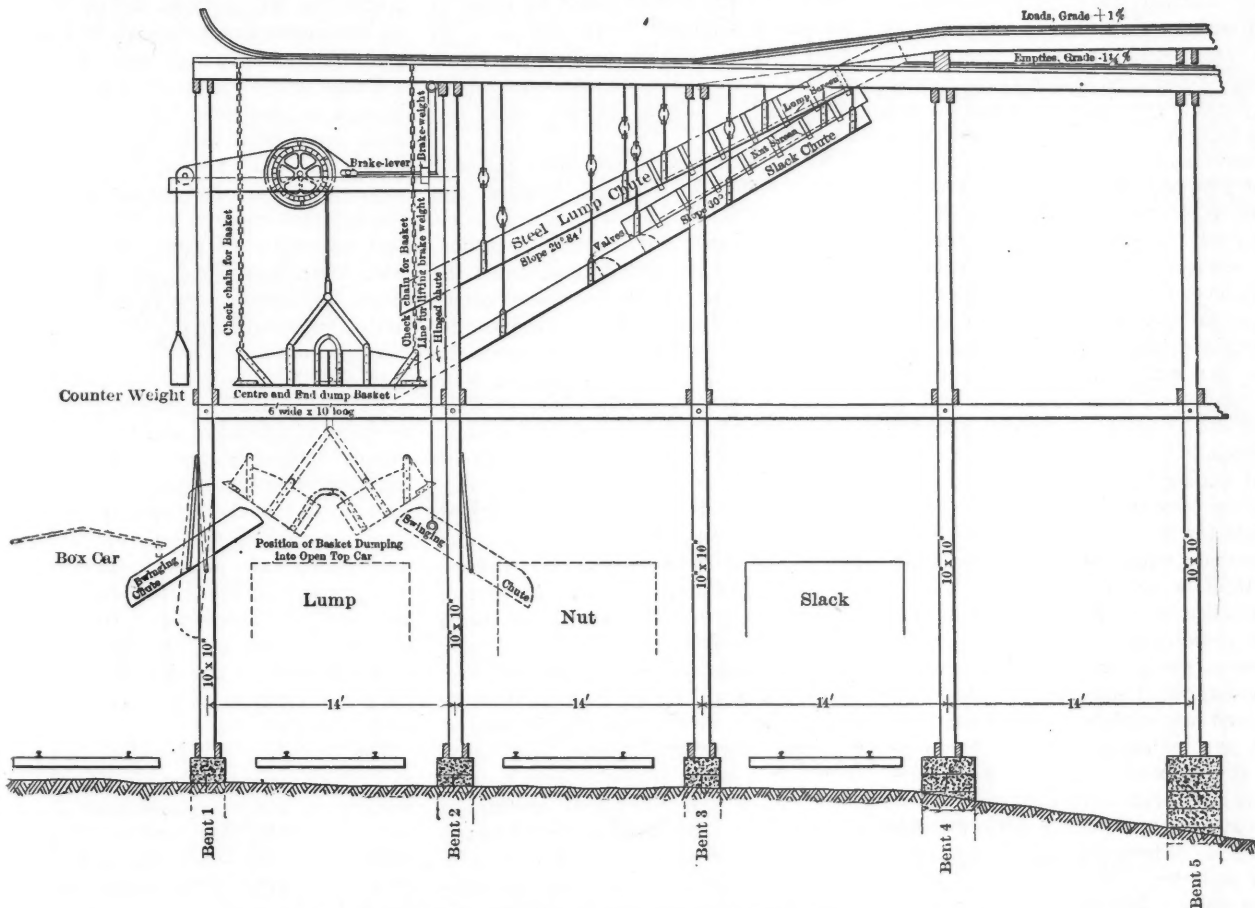 Loads, Grade + 1%
Empties, Grade - 1¼%
Lump Screen
Nut Screen
Slack Chute
Slope 30°
Steel Lump Chute
Valves
Brake-weight
Brake-lever
Check chain for Basket
Check chain for Basket
Line for lifting brake weight
Hinged chute
Counter Weight
Centre and End dump Basket
6' wide x 10' long
Box Car
Swinging
Chute
Position of Basket Dumping
into Open Top Car
Swinging
Chute
Lump
Nut
Slack
10" x 10"
10" x 10"
10" x 10"
10" x 10"
10" x 10"
14'
14'
14'
14'
Bent 1
Bent 2
Bent 3
Bent 4
Bent 5